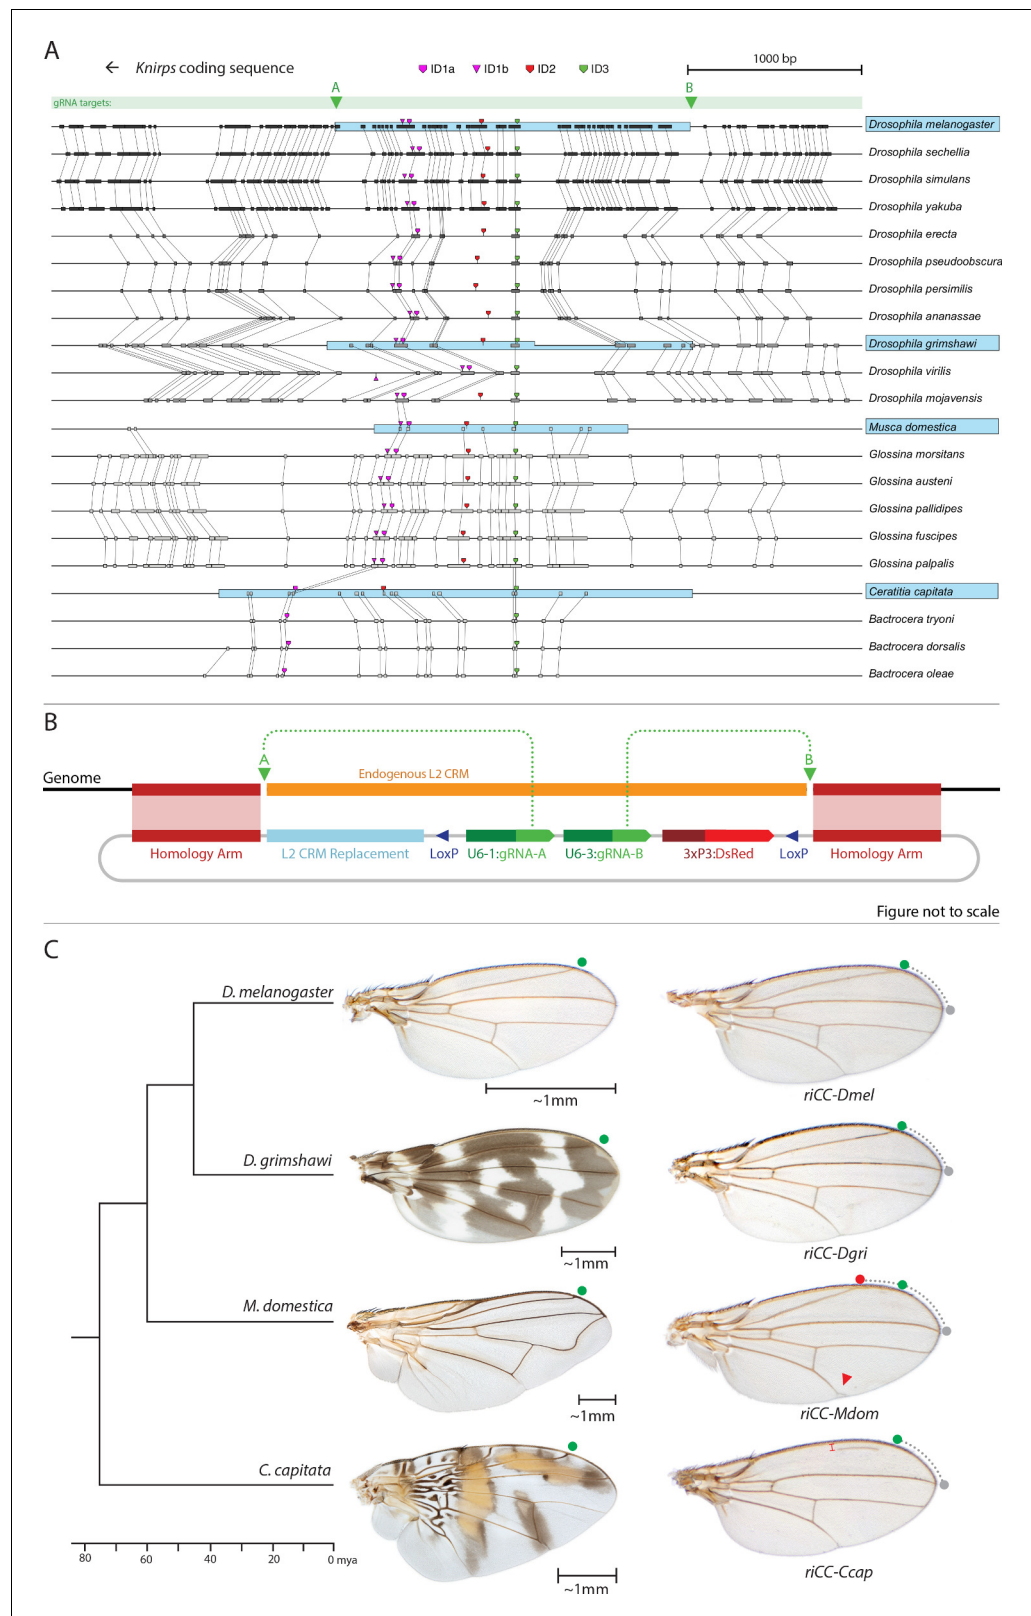 A
← Knirps coding sequence
ID1a
ID1b
ID2
ID3
1000 bp
gRNA targets:
A
B
Drosophila melanogaster
Drosophila sechellia
Drosophila simulans
Drosophila yakuba
Drosophila erecta
Drosophila pseudoobscura
Drosophila persimilis
Drosophila ananassae
Drosophila grimshawi
Drosophila virilis
Drosophila mojavensis
Musca domestica
Glossina morsitans
Glossina austeni
Glossina pallidipes
Glossina fuscipes
Glossina palpalis
Ceratitia capitata
Bactrocera tryoni
Bactrocera dorsalis
Bactrocera oleae
B
A
B
Genome
Endogenous L2 CRM
Homology Arm
L2 CRM Replacement
LoxP
U6-1:gRNA-A
U6-3:gRNA-B
3xP3:DsRed
LoxP
Homology Arm
Figure not to scale
C
D. melanogaster
~1mm
riCC-Dmel
D. grimshawi
~1mm
riCC-Dgri
M. domestica
~1mm
riCC-Mdom
C. capitata
~1mm
riCC-Ccap
80 60 40 20 0 mya